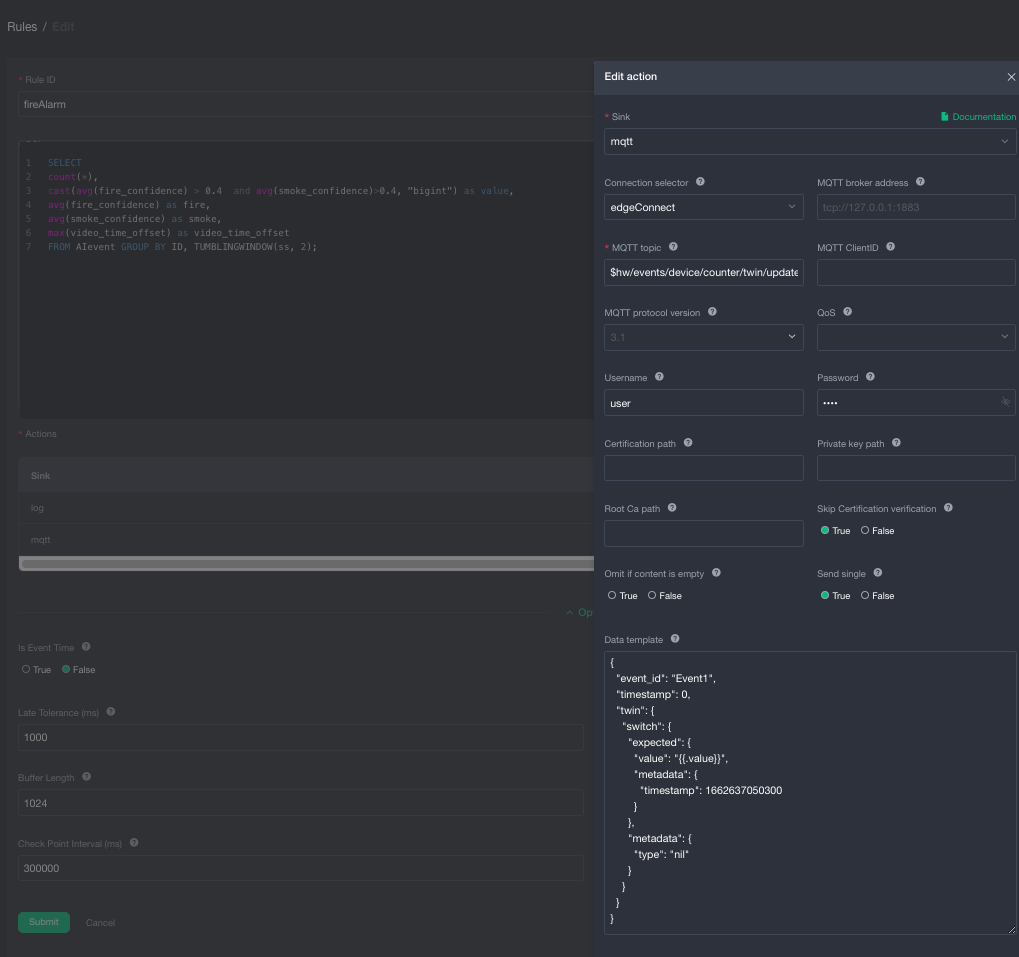 Rules / Edit
* Rule ID
fireAlarm
1 SELECT
2 count(*),
3 cast(avg(fire_confidence) > 0.4  and avg(smoke_confidence)>0.4, "bigint") as value,
4 avg(fire_confidence) as fire,
5 avg(smoke_confidence) as smoke,
6 max(video_time_offset) as video_time_offset
7 FROM AIevent GROUP BY ID, TUMBLINGWINDOW(ss, 2);
* Actions
Sink
log
mqtt
Is Event Time
True False
Late Tolerance (ms)
1000
Buffer Length
1024
Check Point Interval (ms)
300000
Submit Cancel
Edit action
* Sink Documentation
mqtt
Connection selector MQTT broker address
edgeConnect tcp://127.0.0.1:1883
* MQTT topic MQTT ClientID
$hw/events/device/counter/twin/update
MQTT protocol version QoS
3.1
Username Password
user ••••
Certification path Private key path
Root Ca path Skip Certification verification
True False
Omit if content is empty Send single
True False True False
Data template
{
"event_id": "Event1",
"timestamp": 0,
"twin": {
"switch": {
"expected": {
"value": "{{.value}}",
"metadata": {
"timestamp": 1662637050300
}
},
"metadata": {
"type": "nil"
}
}
}
}